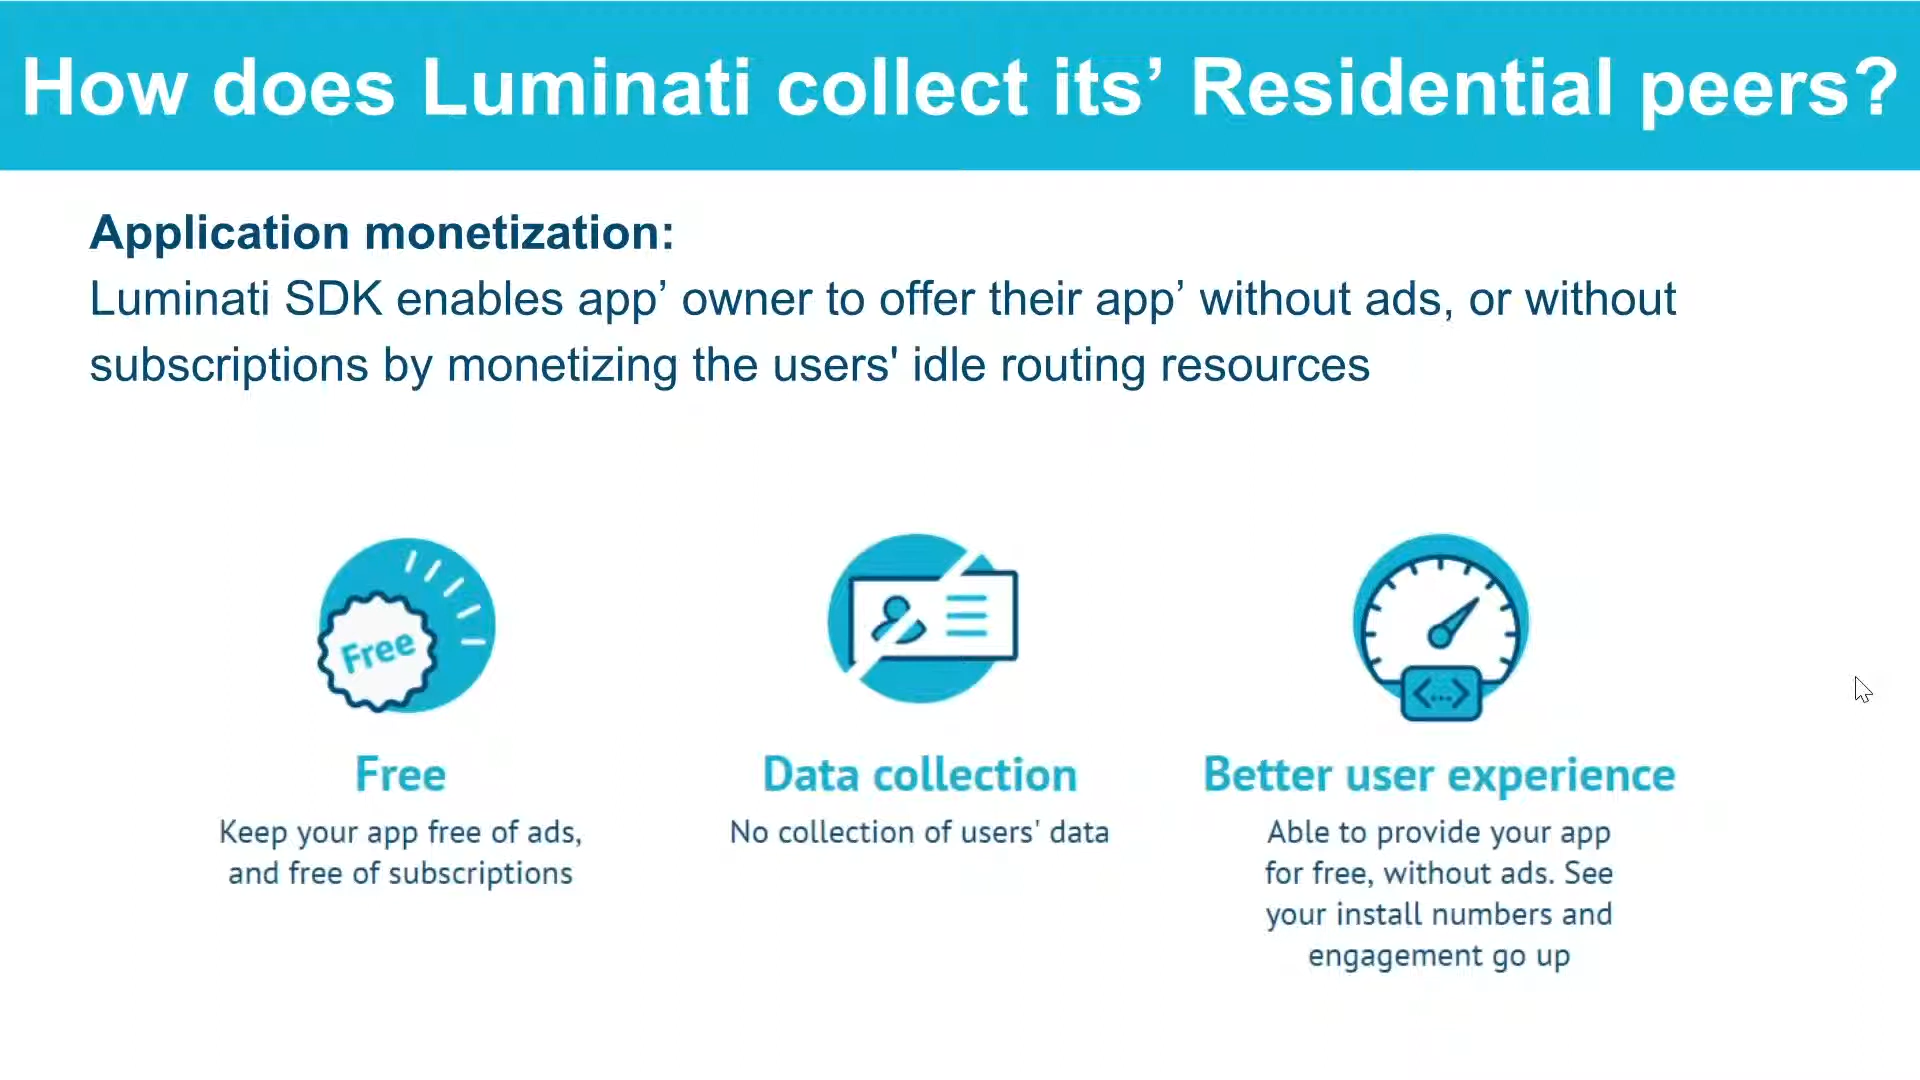 How does Luminati collect its’ Residential peers?
Application monetization:
Luminati SDK enables app’ owner to offer their app’ without ads, or without
subscriptions by monetizing the users' idle routing resources
Free
Free
Keep your app free of ads,
and free of subscriptions
Data collection
No collection of users' data
<...>
Better user experience
Able to provide your app
for free, without ads. See
your install numbers and
engagement go up